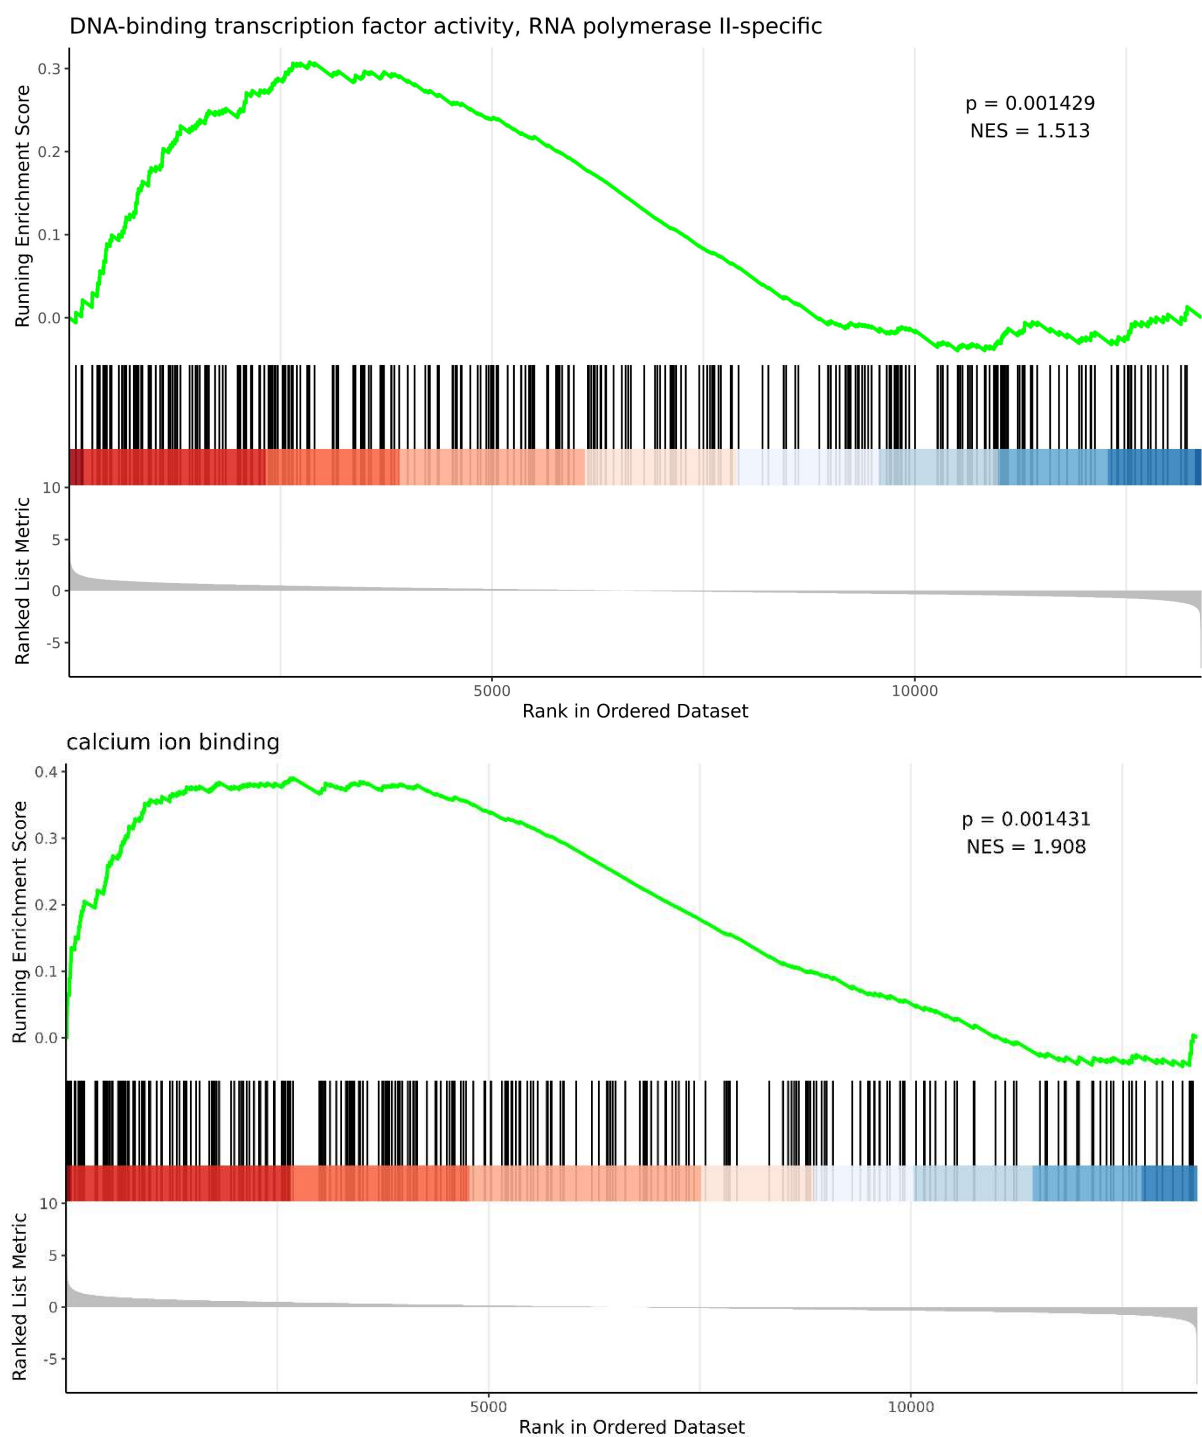 DNA-binding transcription factor activity, RNA polymerase II-specific
Running Enrichment Score
0.3
0.2
0.1
0.0
p = 0.001429
NES = 1.513
Ranked List Metric
10
5
0
-5
5000
10000
Rank in Ordered Dataset
calcium ion binding
Running Enrichment Score
0.4
0.3
0.2
0.1
0.0
p = 0.001431
NES = 1.908
Ranked List Metric
10
5
0
-5
5000
10000
Rank in Ordered Dataset